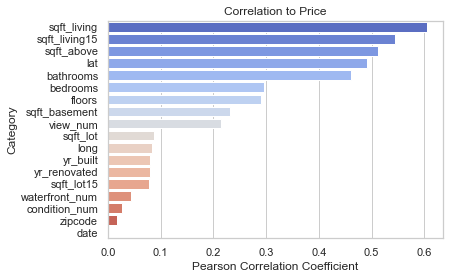 Correlation to Price
sqft_living
sqft_living15
sqft_above
lat
bathrooms
bedrooms
floors
sqft_basement
view_num
sqft_lot
long
yr_built
yr_renovated
sqft_lot15
waterfront_num
condition_num
zipcode
date
Category
0.0 0.1 0.2 0.3 0.4 0.5 0.6
Pearson Correlation Coefficient